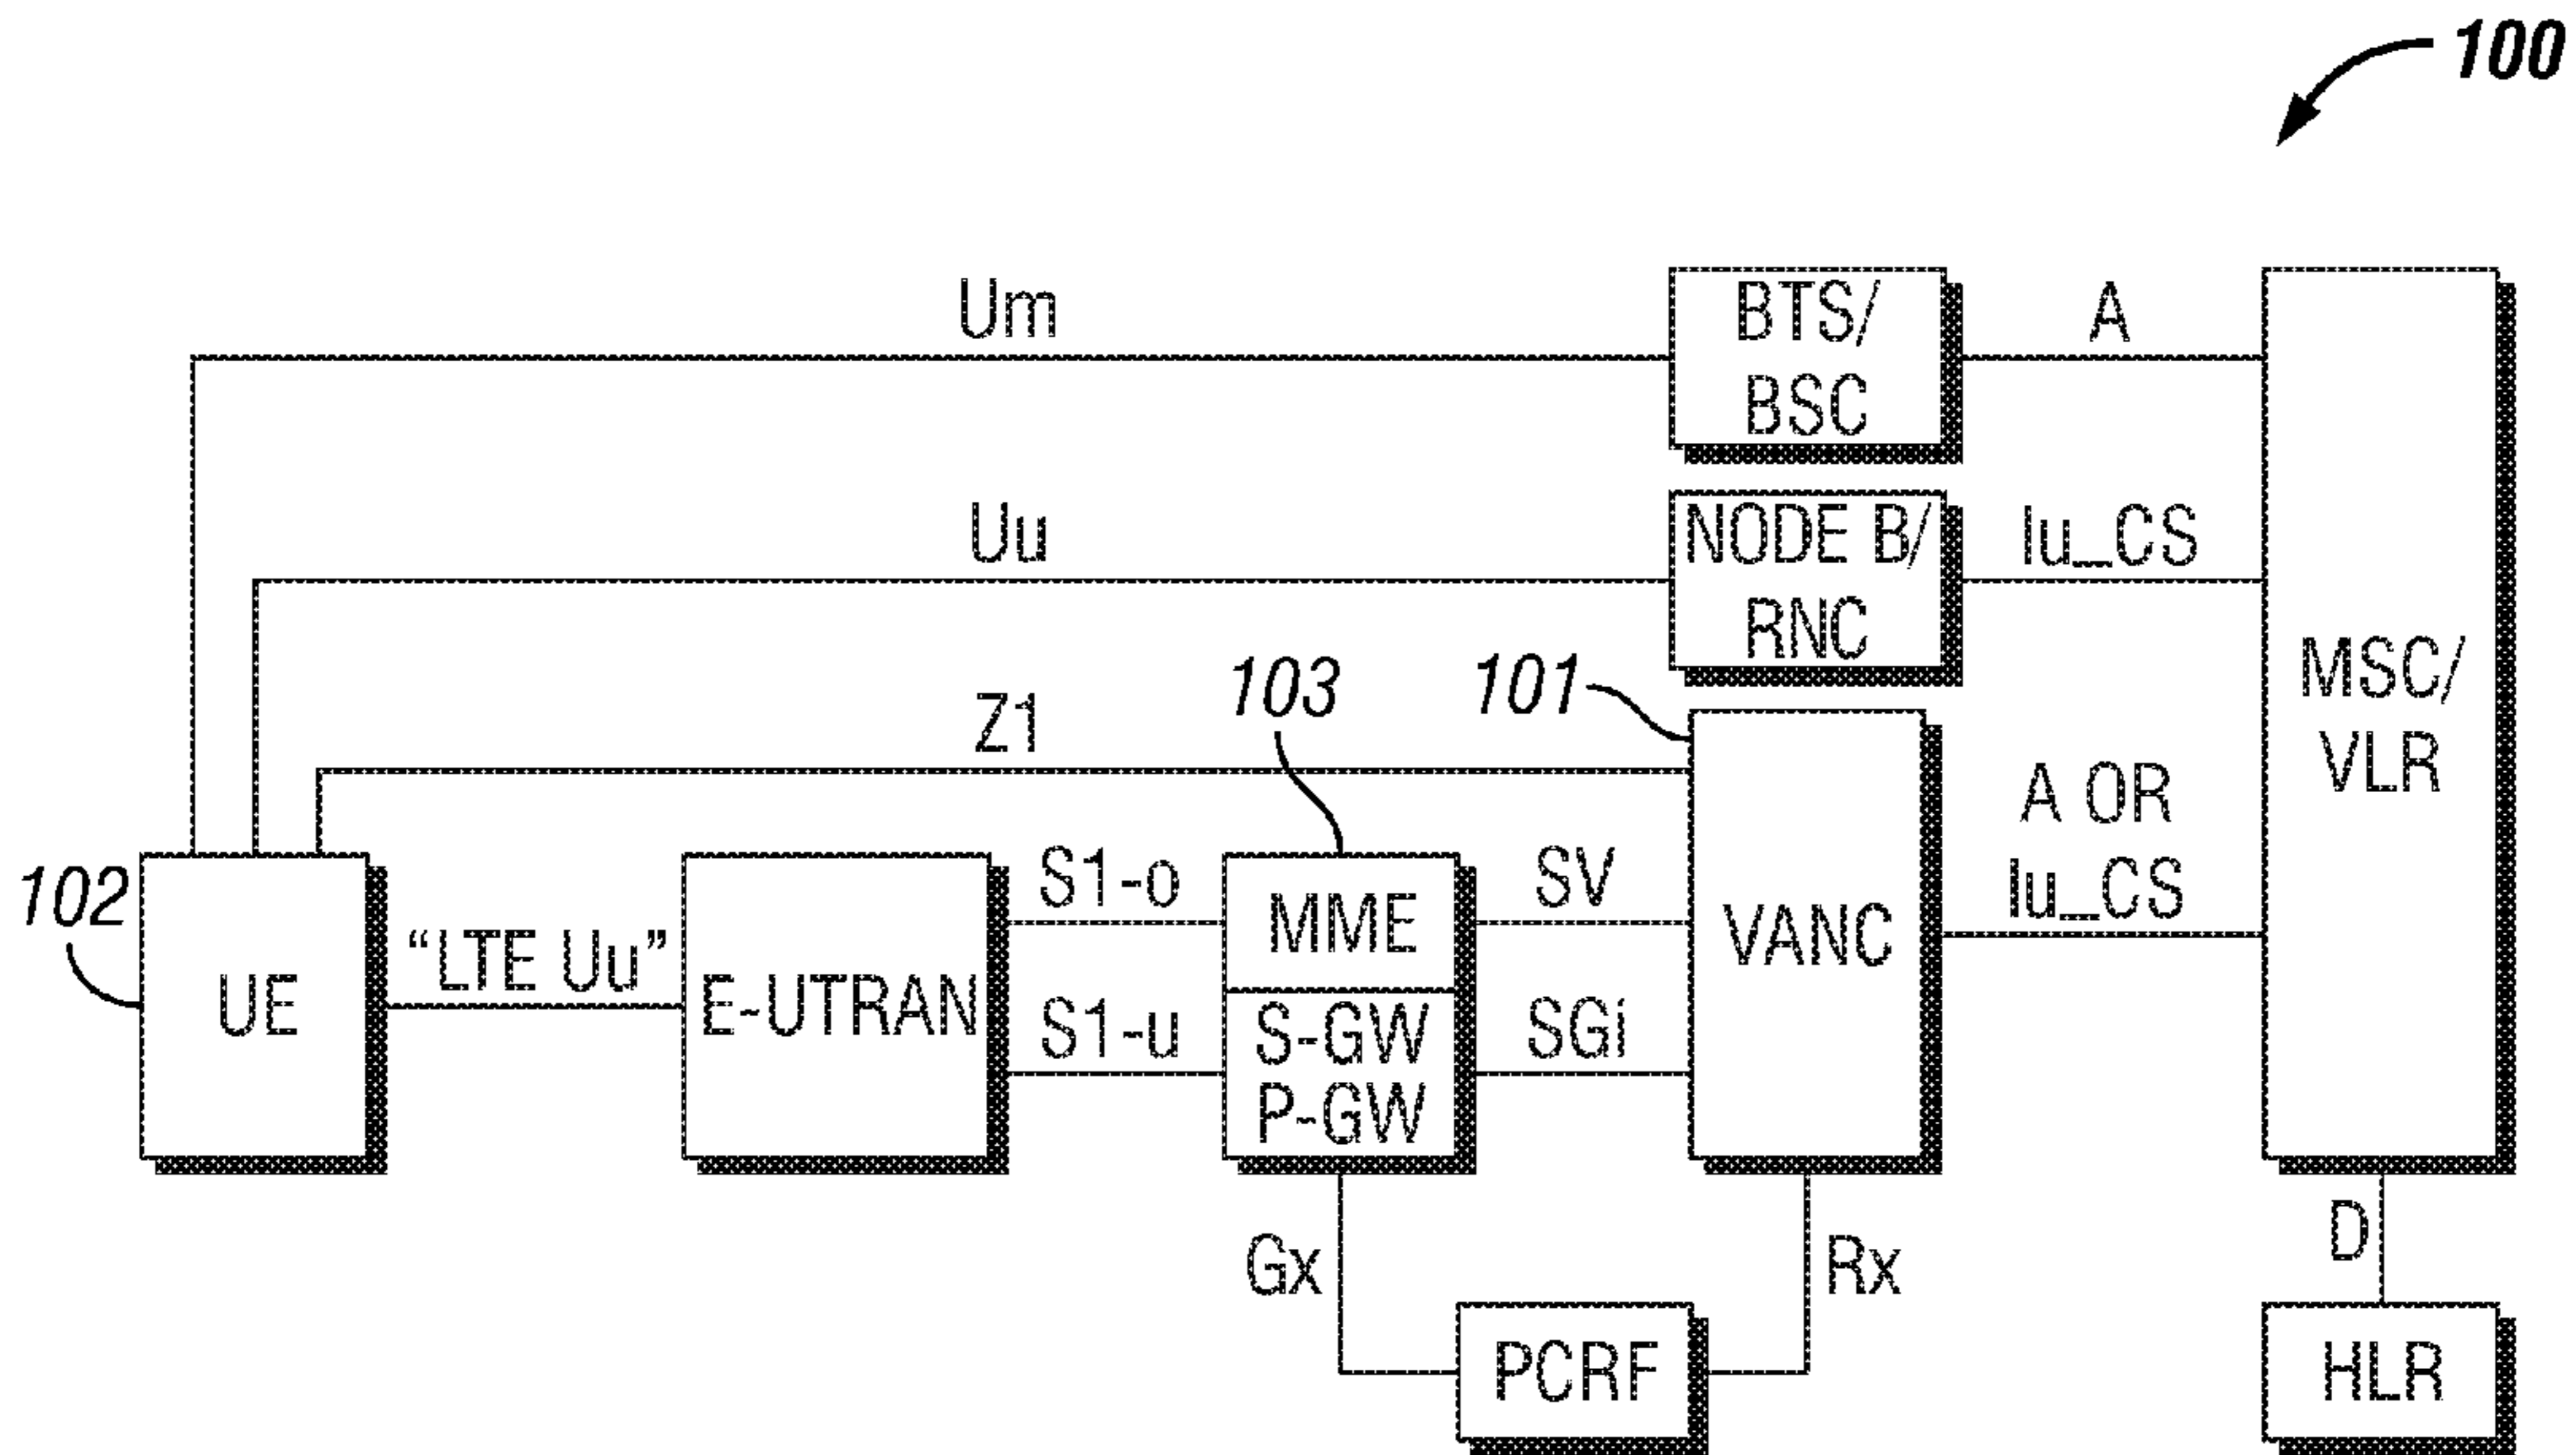 100
Um
BTS/
BSC
A
Uu
NODE B/
RNC
Iu_CS
MSC/
VLR
Z1
103
101
A OR
Iu_CS
102
UE
"LTE Uu"
E-UTRAN
S1-o
S1-u
MME
S-GW
P-GW
SV
SGi
VANC
Gx
Rx
D
PCRF
HLR